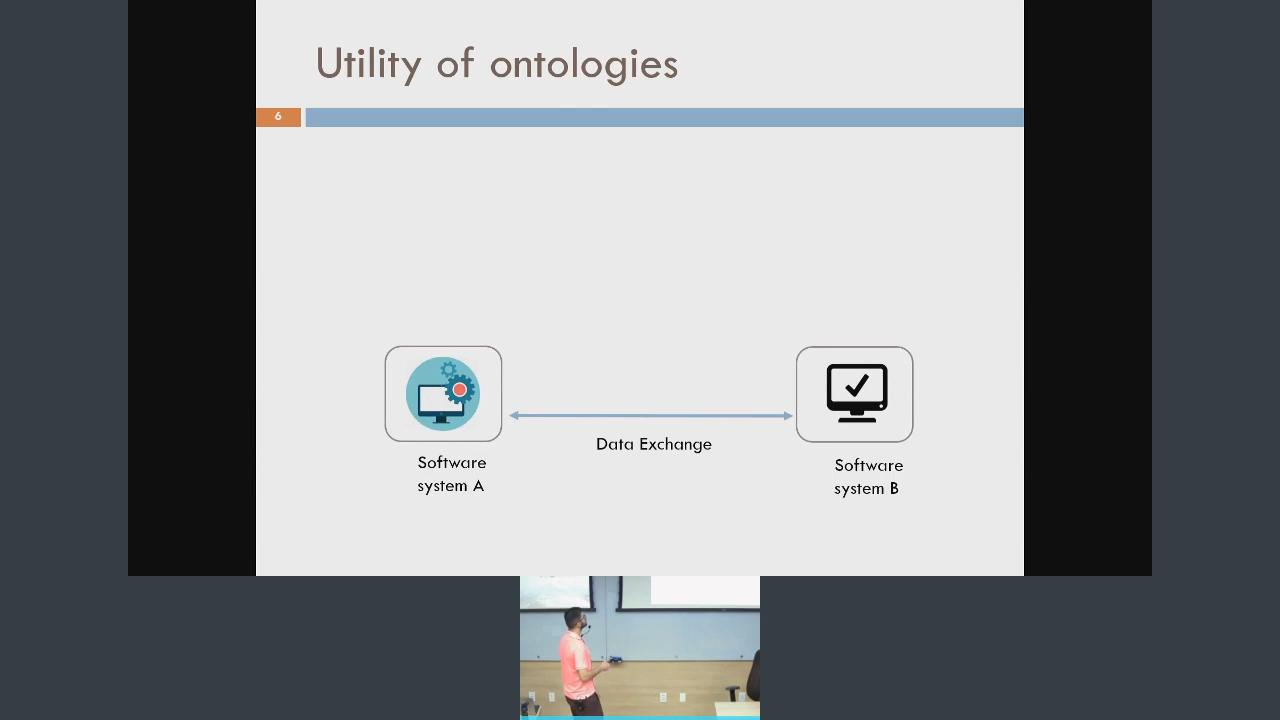 Utility of ontologies
6
Data Exchange
Software
system A
Software
system B